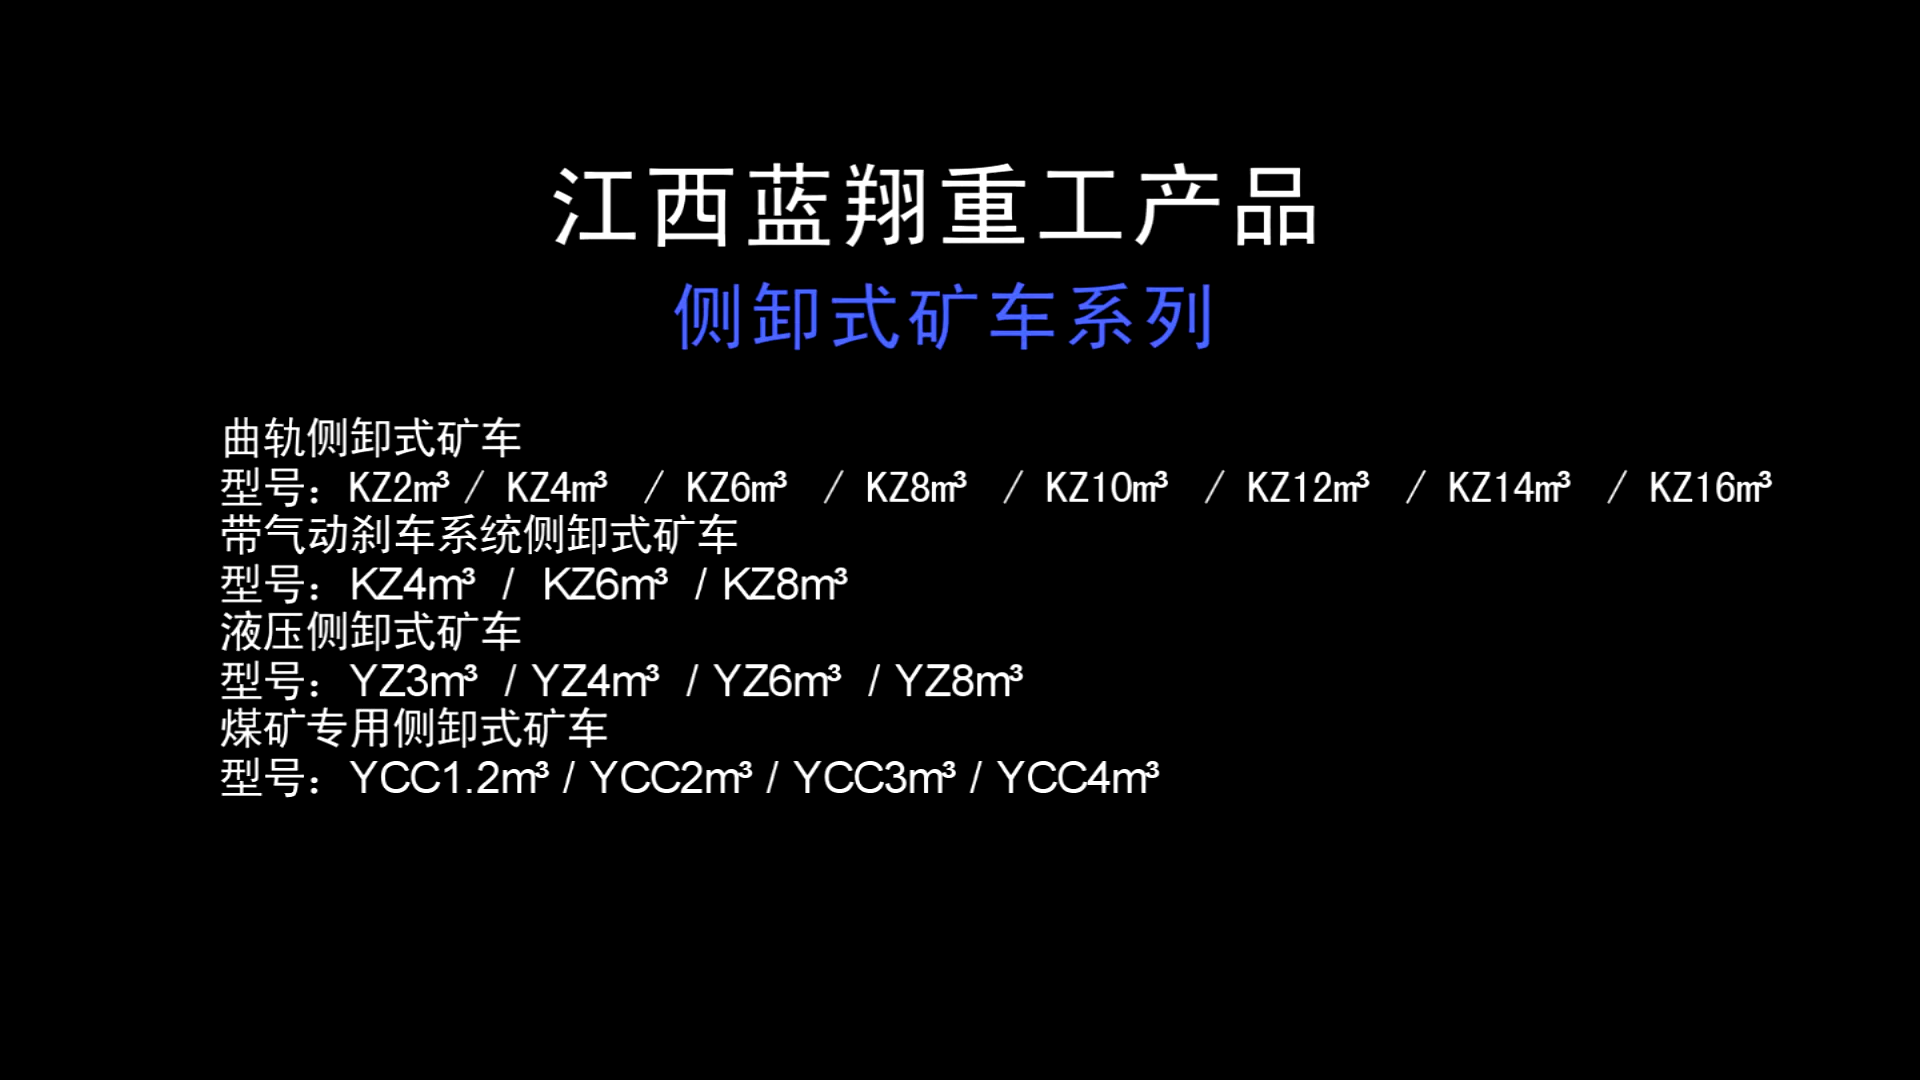 江西蓝翔重工产品
侧卸式矿车系列
曲轨侧卸式矿车
型号：KZ2m³ / KZ4m³ / KZ6m³ / KZ8m³ / KZ10m³ / KZ12m³ / KZ14m³ / KZ16m³
带气动刹车系统侧卸式矿车
型号：KZ4m³ / KZ6m³ / KZ8m³
液压侧卸式矿车
型号：YZ3m³ / YZ4m³ / YZ6m³ / YZ8m³
煤矿专用侧卸式矿车
型号：YCC1.2m³ / YCC2m³ / YCC3m³ / YCC4m³